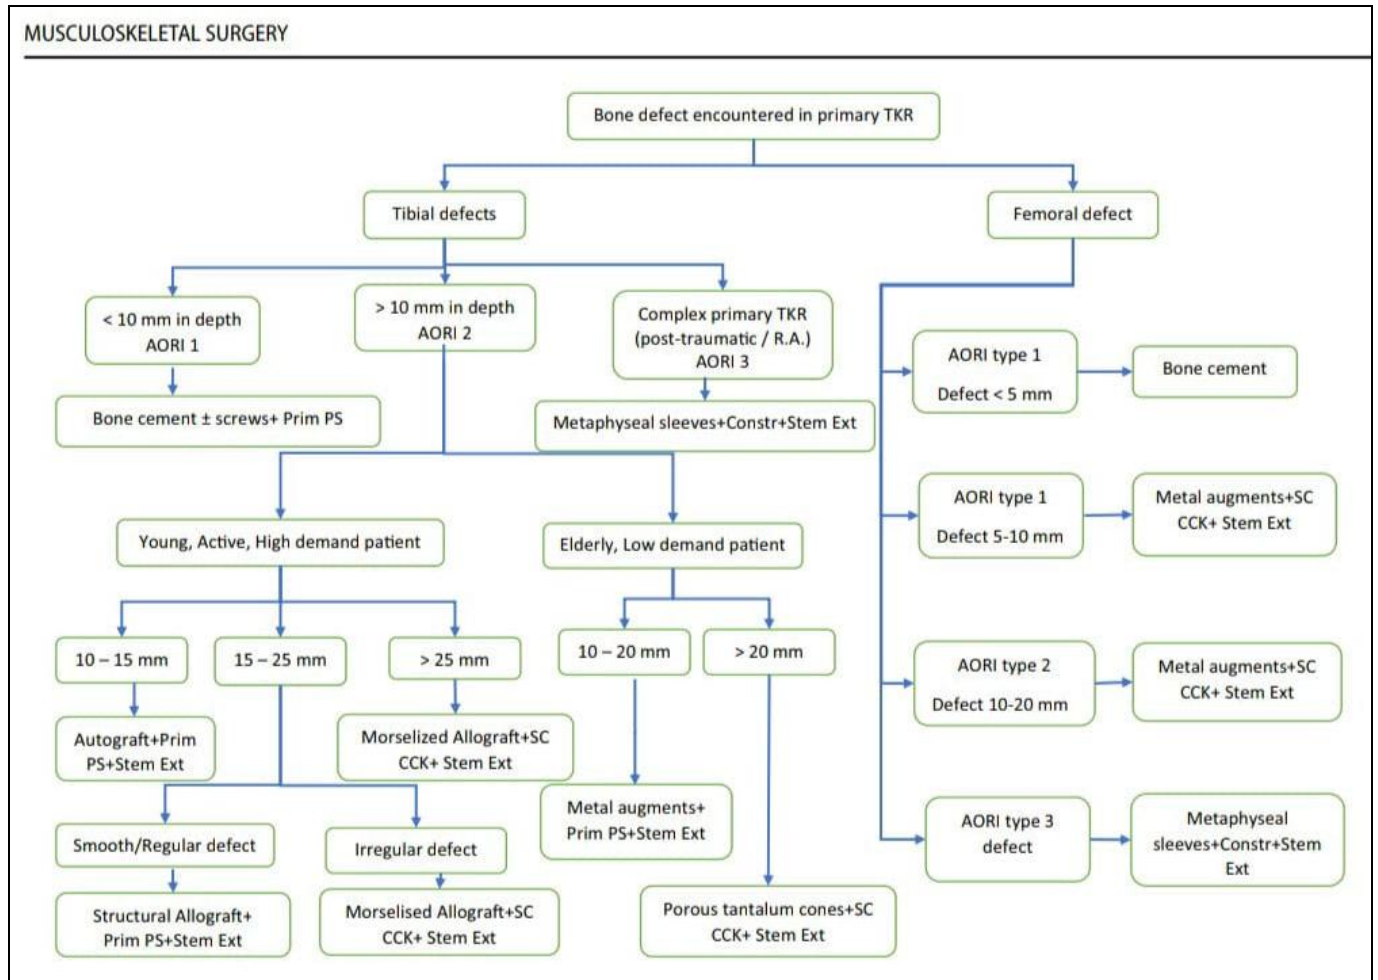 MUSCULOSKELETAL SURGERY
Bone defect encountered in primary TKR
Tibial defects
Femoral defect
< 10 mm in depth
AORI 1
> 10 mm in depth
AORI 2
Complex primary TKR
(post-traumatic / R.A.)
AORI 3
AORI type 1
Defect < 5 mm
Bone cement
Bone cement ± screws+ Prim PS
Metaphyseal sleeves+Constr+Stem Ext
AORI type 1
Defect 5-10 mm
Metal augments+SC
CCK+ Stem Ext
Young, Active, High demand patient
Elderly, Low demand patient
10 – 15 mm
15 – 25 mm
> 25 mm
10 – 20 mm
> 20 mm
AORI type 2
Defect 10-20 mm
Metal augments+SC
CCK+ Stem Ext
Autograft+Prim
PS+Stem Ext
Morselized Allograft+SC
CCK+ Stem Ext
Metal augments+
Prim PS+Stem Ext
AORI type 3
defect
Metaphyseal
sleeves+Constr+Stem
Ext
Smooth/Regular defect
Irregular defect
Structural Allograft+
Prim PS+Stem Ext
Morselised Allograft+SC
CCK+ Stem Ext
Porous tantalum cones+SC
CCK+ Stem Ext